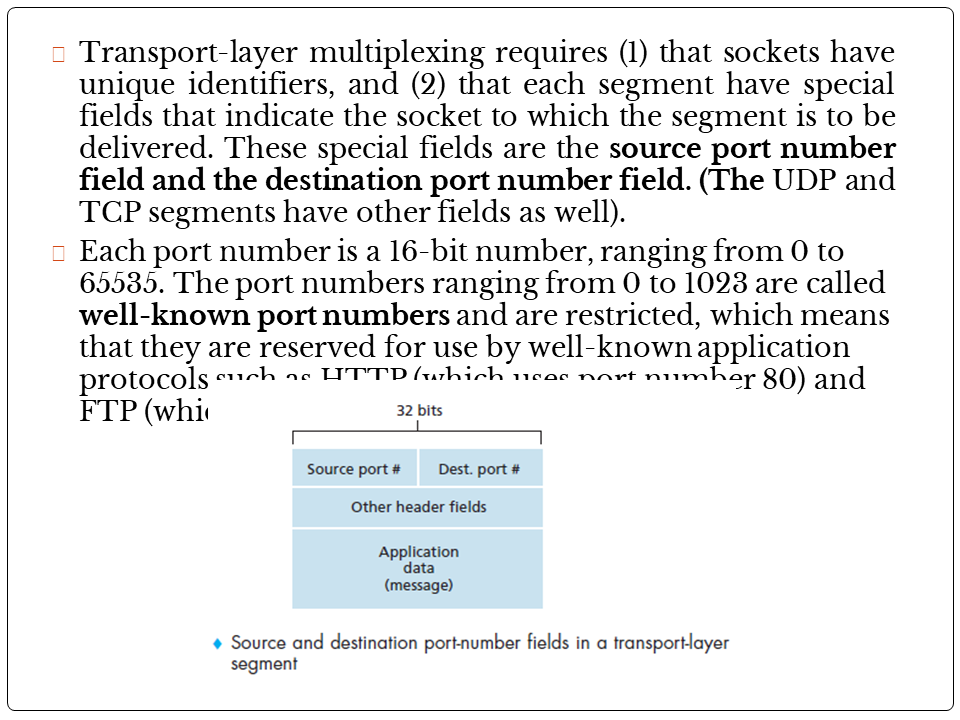 Transport-layer multiplexing requires (1) that sockets have
unique identifiers, and (2) that each segment have special
fields that indicate the socket to which the segment is to be
delivered. These special fields are the source port number
field and the destination port number field. (The UDP and
TCP segments have other fields as well).
Each port number is a 16-bit number, ranging from 0 to
65535. The port numbers ranging from 0 to 1023 are called
well-known port numbers and are restricted, which means
that they are reserved for use by well-known application
protocols such as HTTP (which uses port number 80) and
FTP
32 bits
Source port #
Dest. port #
Other header fields
Application
data
(message)
Source and destination port-number fields in a transport-layer
segment